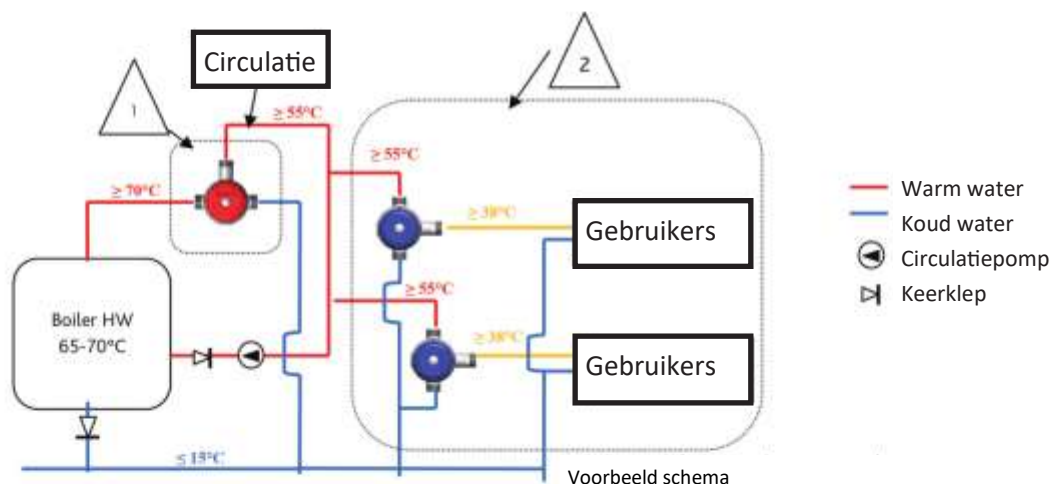 Circulatie
2
1
≥ 55°C
≥ 55°C
≥ 70°C
≥ 38°C
Gebruikers
Warm water
Koud water
Circulatiepomp
Keerklep
≥ 55°C
Boiler HW
65-70°C
≥ 38°C
Gebruikers
≤ 15°C
Voorbeeld schema